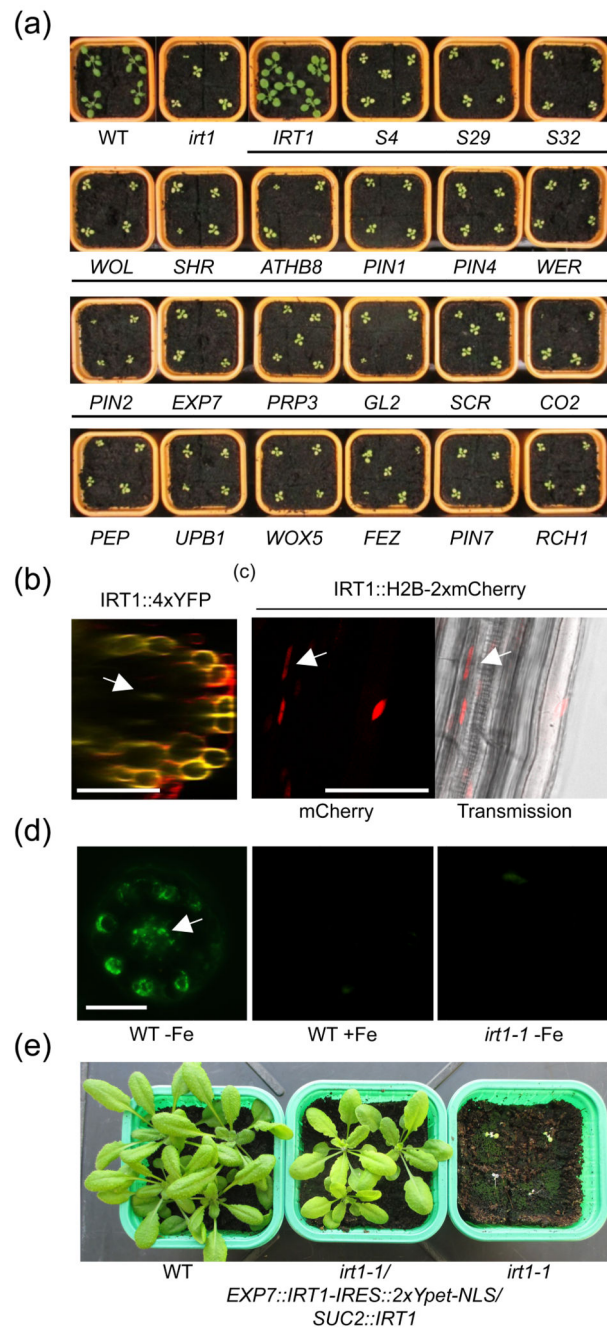 (a)
WT irt1 IRT1 S4 S29 S32
WOL SHR ATHB8 PIN1 PIN4 WER
PIN2 EXP7 PRP3 GL2 SCR CO2
PEP UPB1 WOX5 FEZ PIN7 RCH1
(b) (c)
IRT1::4xYFP IRT1::H2B-2xmCherry
mCherry Transmission
(d)
WT -Fe WT +Fe irt1-1 -Fe
(e)
WT irt1-1/ irt1-1
EXP7::IRT1-IRES::2xYpet-NLS/
SUC2::IRT1